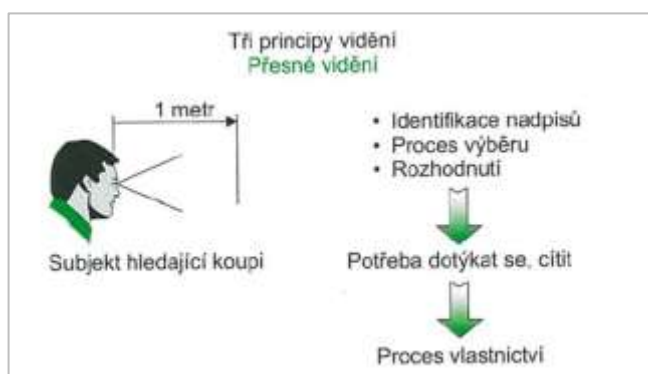 Tři principy vidění
Přesné vidění
1 metr
Subjekt hledající koupi
• Identifikace nadpisů
• Proces výběru
• Rozhodnutí
Potřeba dotýkat se, cítit
Proces vlastnictví